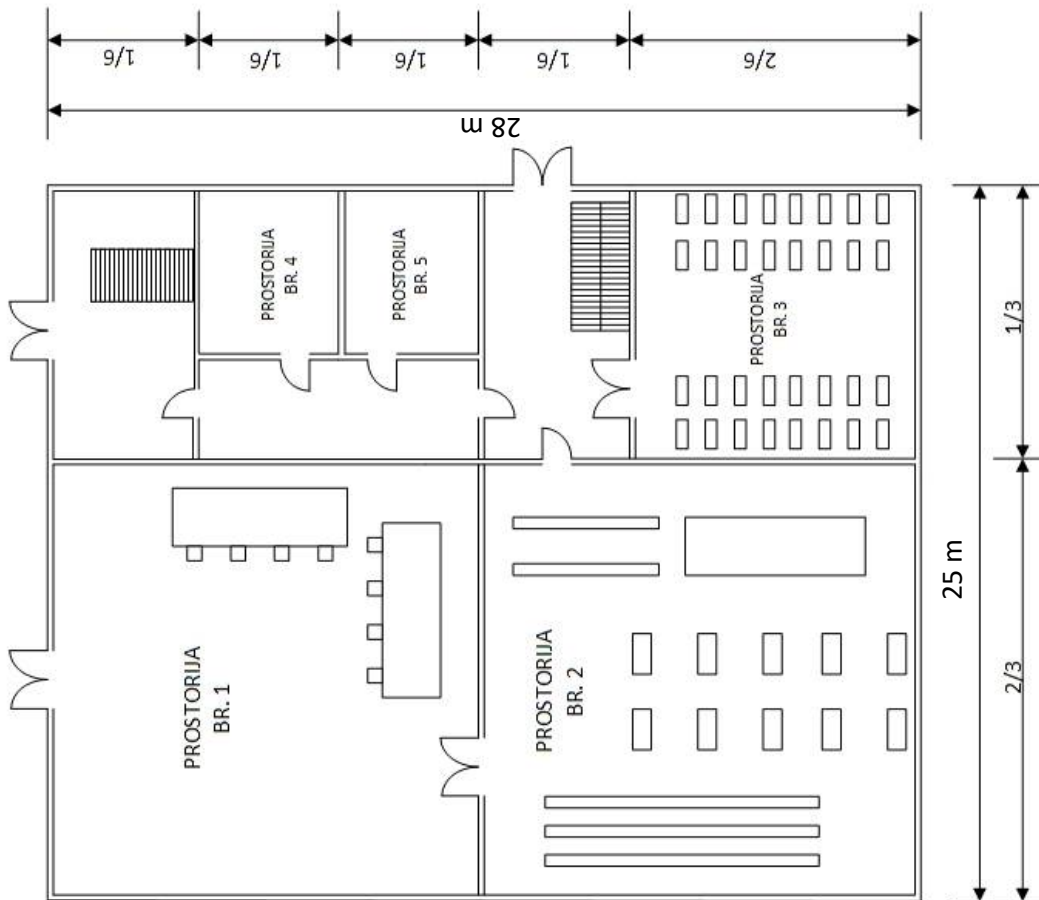 1/6
1/6
1/6
1/6
2/6
28 m
PROSTORIJA
BR. 4
PROSTORIJA
BR. 5
PROSTORIJA
BR. 3
1/3
25 m
PROSTORIJA
BR. 1
PROSTORIJA
BR. 2
2/3